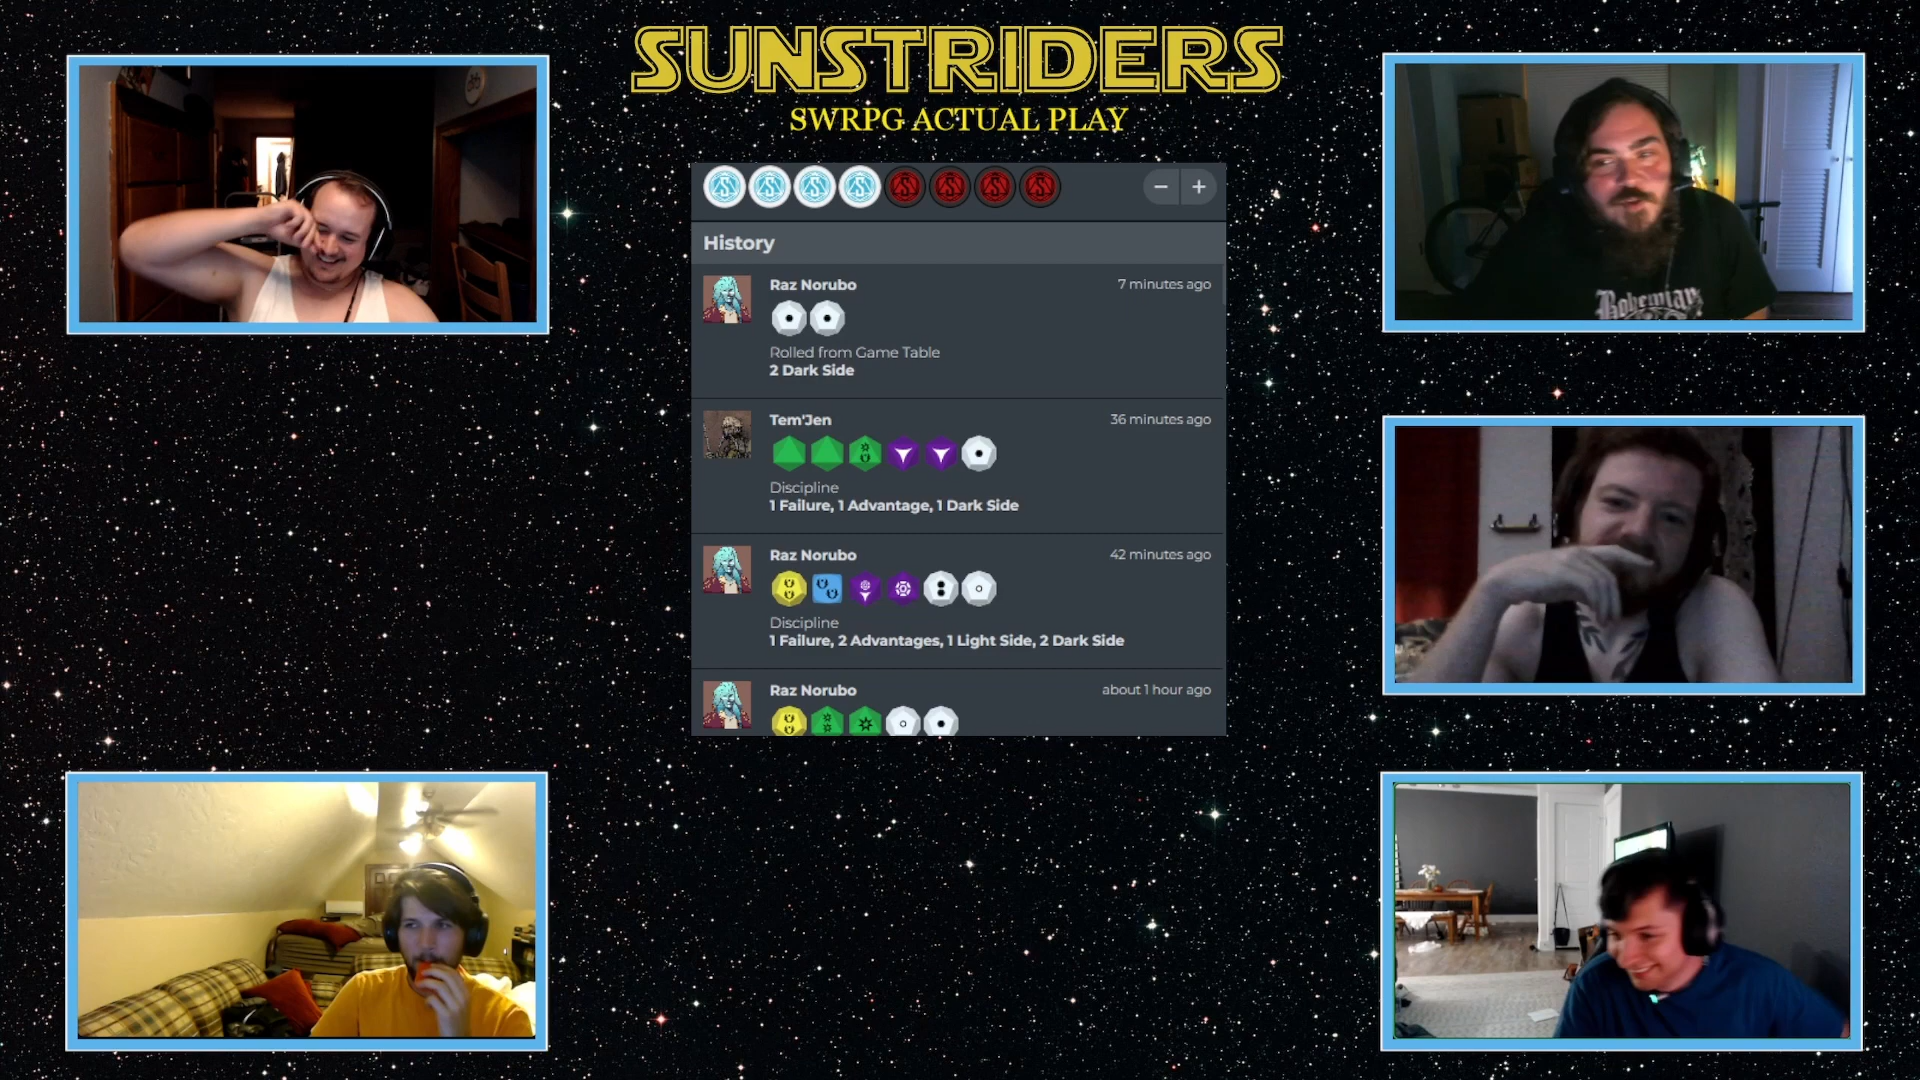 SUNSTRIDERS
SWRPG ACTUAL PLAY
− +
History
Raz Norubo 7 minutes ago
Rolled from Game Table
2 Dark Side
Tem'Jen 36 minutes ago
Discipline
1 Failure, 1 Advantage, 1 Dark Side
Raz Norubo 42 minutes ago
Discipline
1 Failure, 2 Advantages, 1 Light Side, 2 Dark Side
Raz Norubo about 1 hour ago
Bohemian